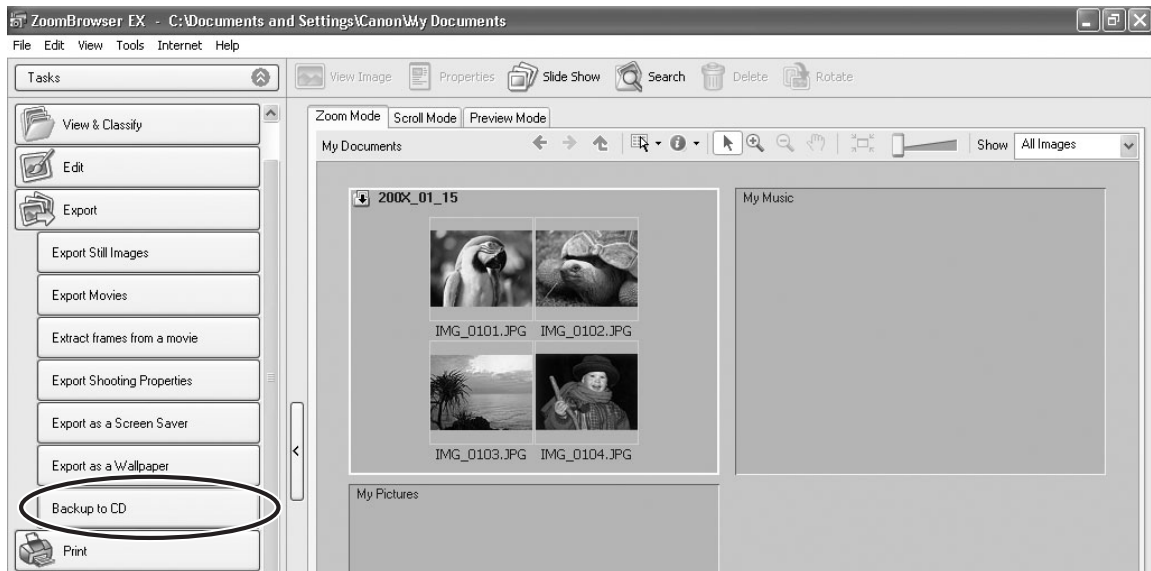 ZoomBrowser EX - C:\Documents and Settings\Canon\My Documents
File Edit View Tools Internet Help
Tasks
View Image Properties Slide Show Search Delete Rotate
View & Classify
Edit
Export
Export Still Images
Export Movies
Extract frames from a movie
Export Shooting Properties
Export as a Screen Saver
Export as a Wallpaper
Backup to CD
Print
Zoom Mode Scroll Mode Preview Mode
My Documents Show All Images
200X_01_15
IMG_0101.JPG IMG_0102.JPG
IMG_0103.JPG IMG_0104.JPG
My Music
My Pictures